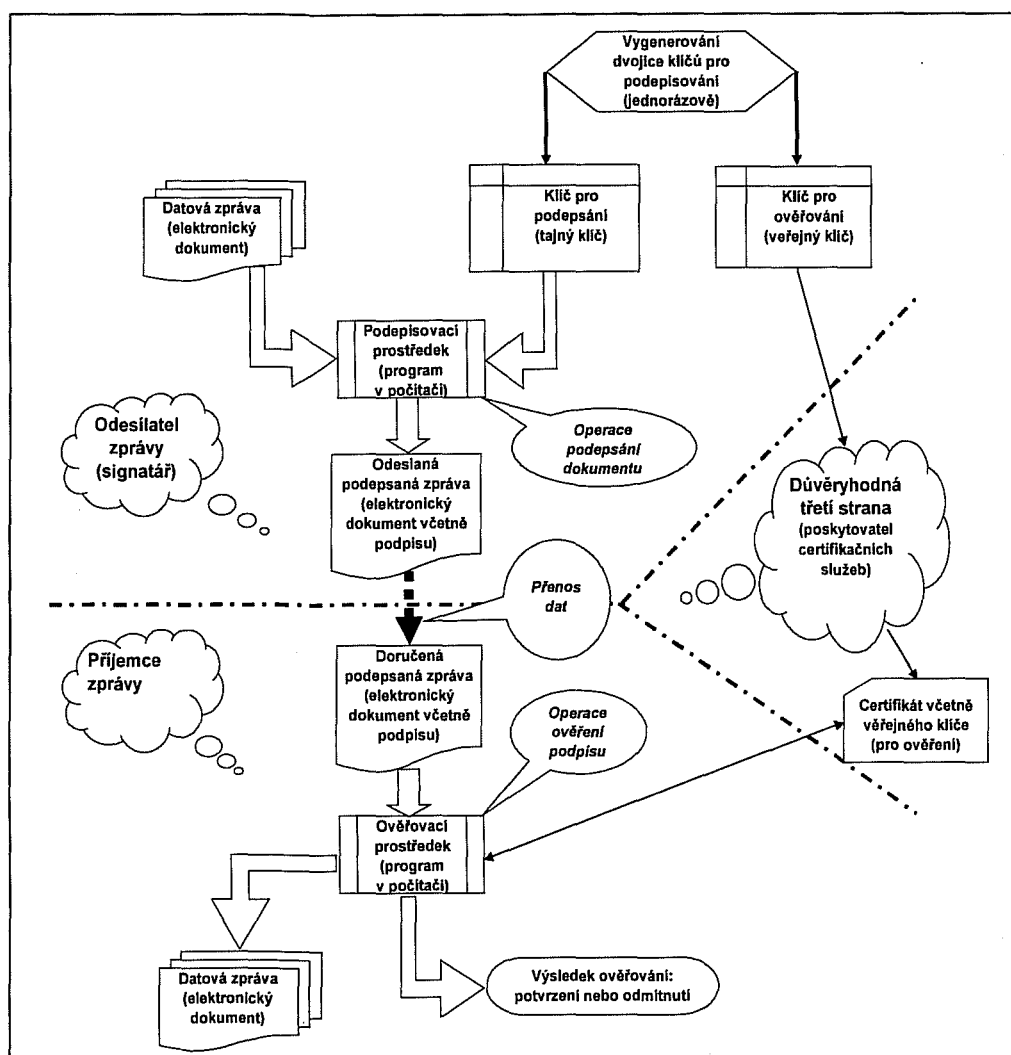 Vygenerování
dvojice klíčů pro
podepisování
(jednorázově)
Datová zpráva
(elektronický
dokument)
Klíč pro
podepsání
(tajný klíč)
Klíč pro
ověřování
(veřejný klíč)
Podepisovací
prostředek
(program
v počítači)
Odesílatel
zprávy
(signatář)
Operace
podepsání
dokumentu
Odeslaná
podepsaná zpráva
(elektronický
dokument včetně
podpisu)
Důvěryhodná
třetí strana
(poskytovatel
certifikačních
služeb)
Přenos
dat
Příjemce
zprávy
Doručená
podepsaná zpráva
(elektronický
dokument včetně
podpisu)
Operace
ověření
podpisu
Certifikát včetně
věřejného klíče
(pro ověření)
Ověřovací
prostředek
(program
v počítači)
Datová zpráva
(elektronický
dokument)
Výsledek ověřování:
potvrzení nebo odmítnutí